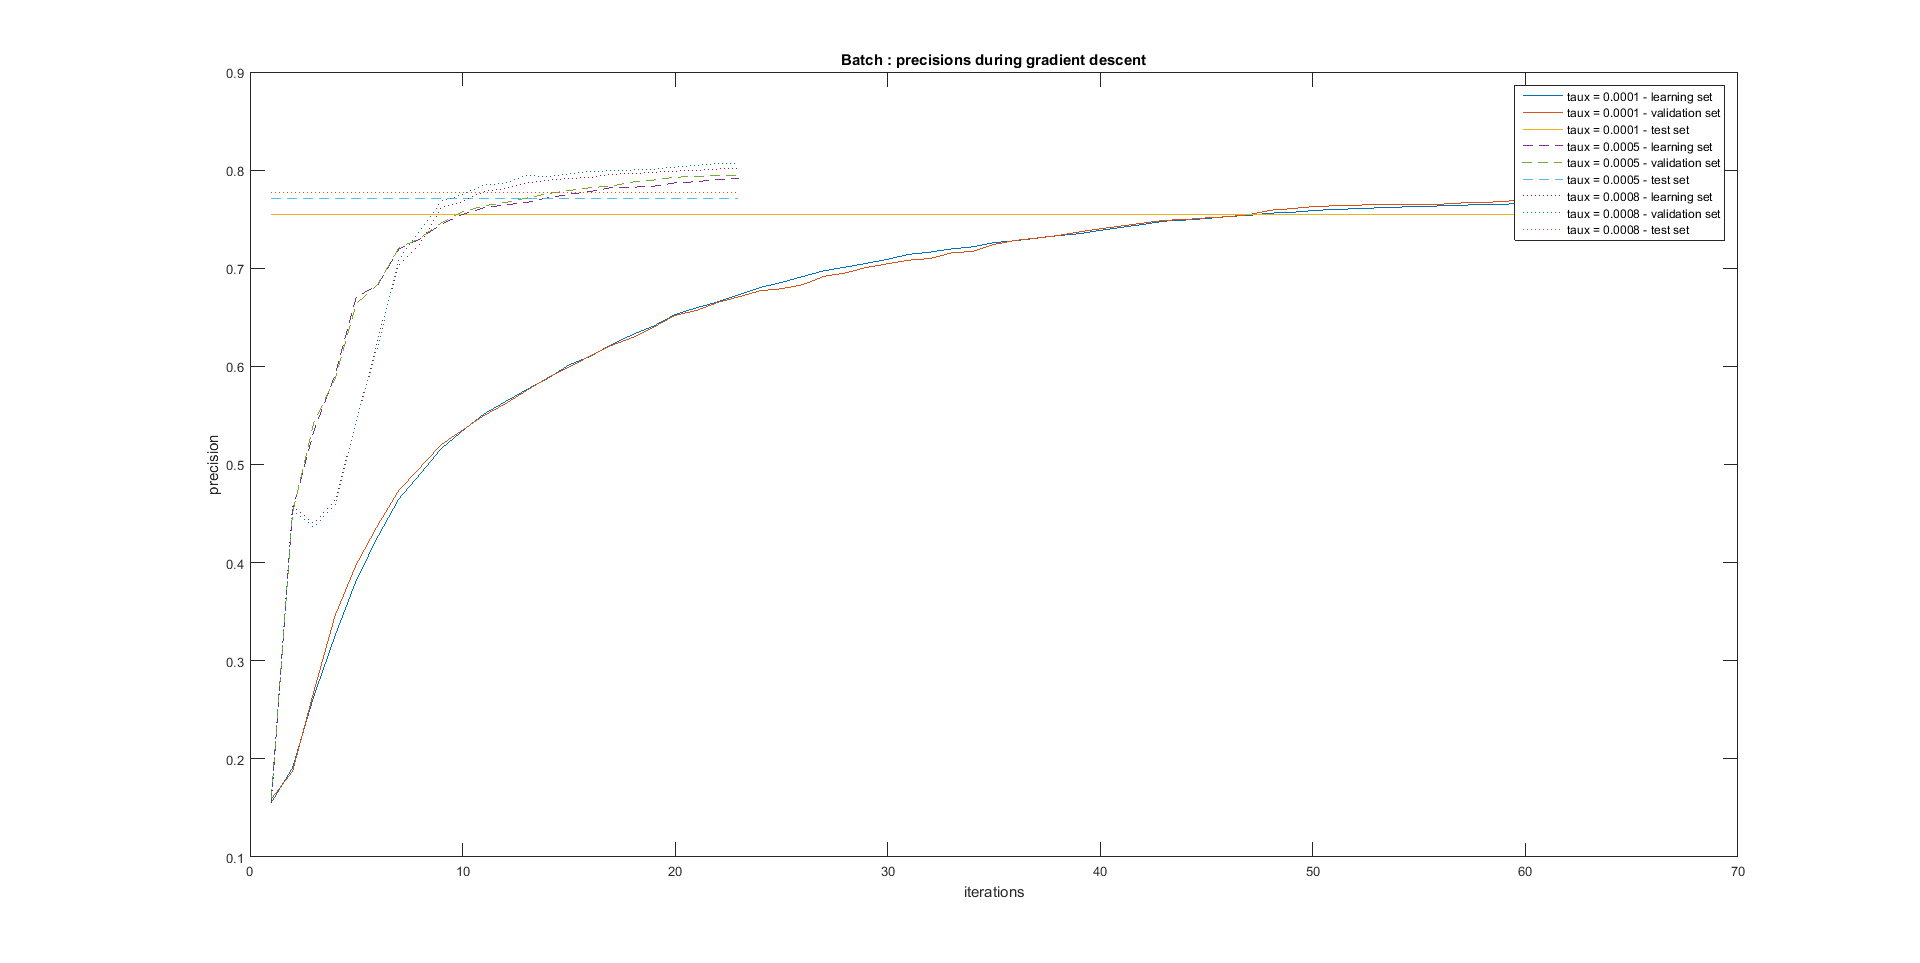 Batch : precisions during gradient descent
0.9
0.8
0.7
0.6
0.5
0.4
0.3
0.2
0.1
precision
taux = 0.0001 - learning set
taux = 0.0001 - validation set
taux = 0.0001 - test set
taux = 0.0005 - learning set
taux = 0.0005 - validation set
taux = 0.0005 - test set
taux = 0.0008 - learning set
taux = 0.0008 - validation set
taux = 0.0008 - test set
0 10 20 30 40 50 60 70
iterations